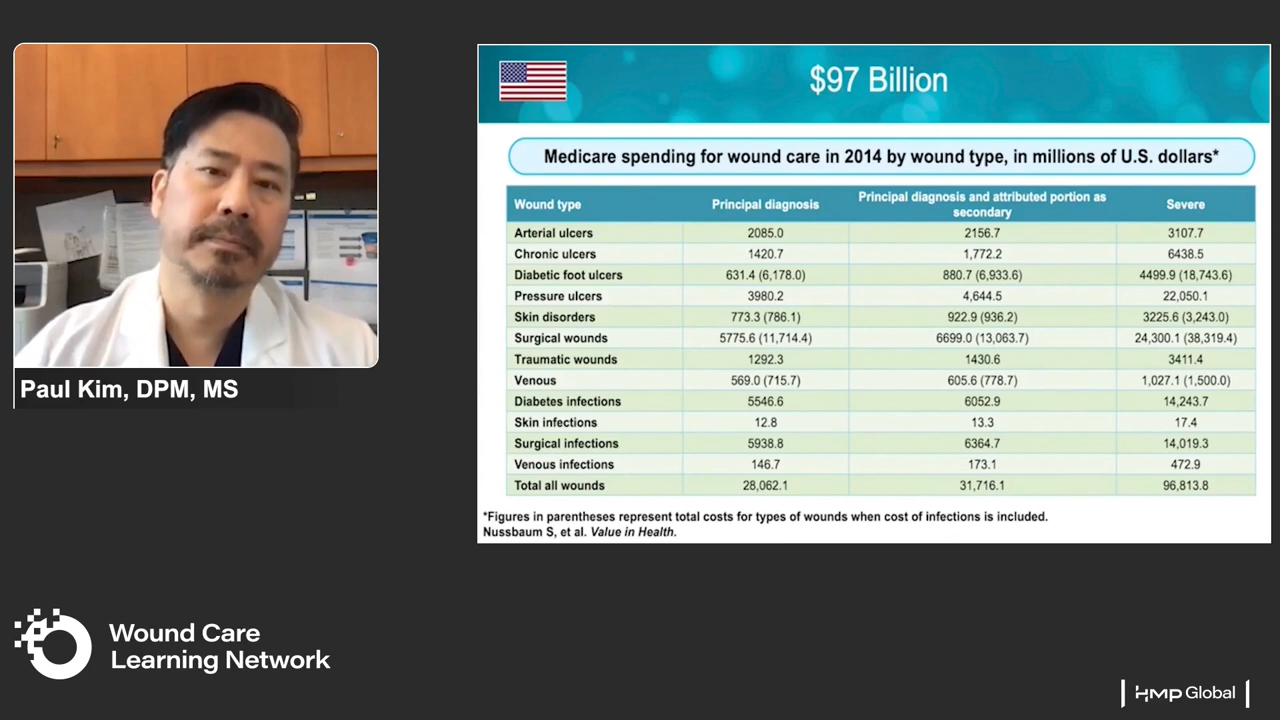 $97 Billion
Medicare spending for wound care in 2014 by wound type, in millions of U.S. dollars*
Wound type Principal diagnosis Principal diagnosis and attributed portion as secondary Severe
Arterial ulcers 2085.0 2156.7 3107.7
Chronic ulcers 1420.7 1,772.2 6438.5
Diabetic foot ulcers 631.4 (6,178.0) 880.7 (6,933.6) 4499.9 (18,743.6)
Pressure ulcers 3980.2 4,644.5 22,050.1
Skin disorders 773.3 (786.1) 922.9 (936.2) 3225.6 (3,243.0)
Surgical wounds 5775.6 (11,714.4) 6699.0 (13,063.7) 24,300.1 (38,319.4)
Traumatic wounds 1292.3 1430.6 3411.4
Venous 569.0 (715.7) 605.6 (778.7) 1,027.1 (1,500.0)
Diabetes infections 5546.6 6052.9 14,243.7
Skin infections 12.8 13.3 17.4
Surgical infections 5938.8 6364.7 14,019.3
Venous infections 146.7 173.1 472.9
Total all wounds 28,062.1 31,716.1 96,813.8
*Figures in parentheses represent total costs for types of wounds when cost of infections is included.
Nussbaum S, et al. Value in Health.
Paul Kim, DPM, MS
Wound Care
Learning Network
HMP Global